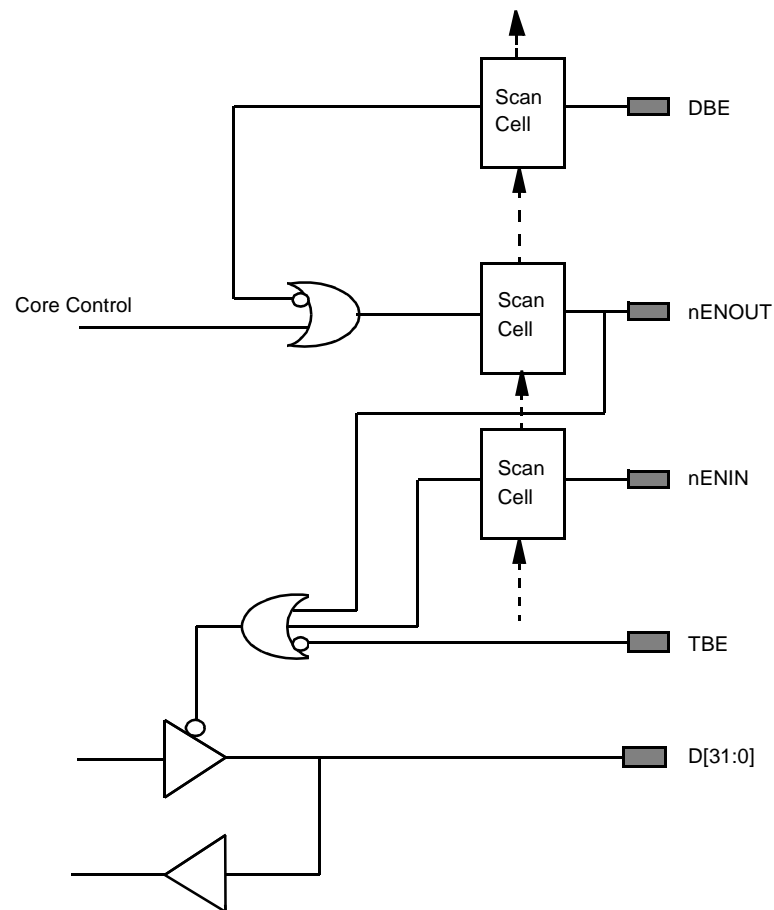 Scan
Cell
DBE
Core Control
Scan
Cell
nENOUT
Scan
Cell
nENIN
TBE
D[31:0]